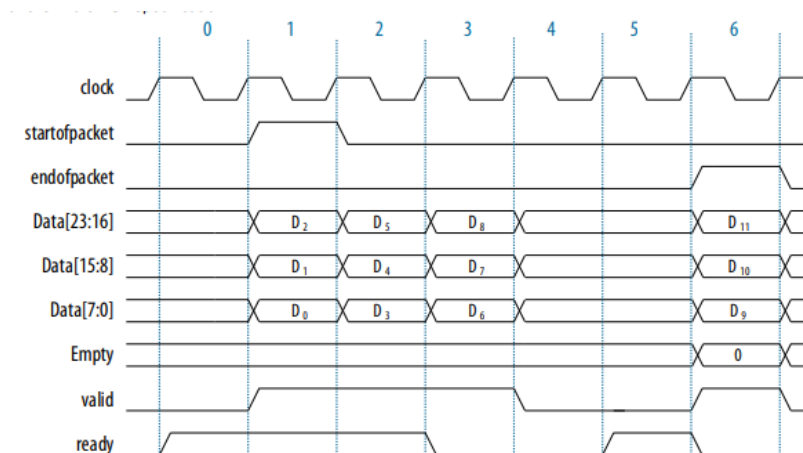 0 1 2 3 4 5 6
clock
startofpacket
endofpacket
Data[23:16] D2 D5 D8 D11
Data[15:8] D1 D4 D7 D10
Data[7:0] D0 D3 D6 D9
Empty 0
valid
ready